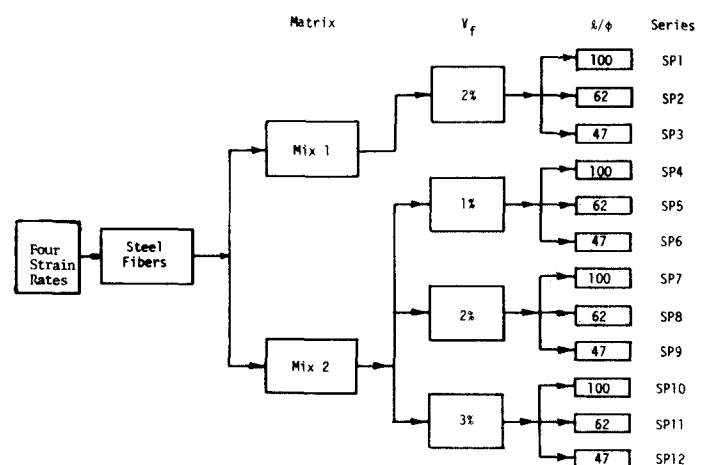 Matrix V_f ℓ/φ Series
100 SP1
2% 62 SP2
47 SP3
Mix 1
100 SP4
1% 62 SP5
47 SP6
Four
Strain
Rates
Steel
Fibers
100 SP7
2% 62 SP8
47 SP9
Mix 2
100 SP10
3% 62 SP11
47 SP12